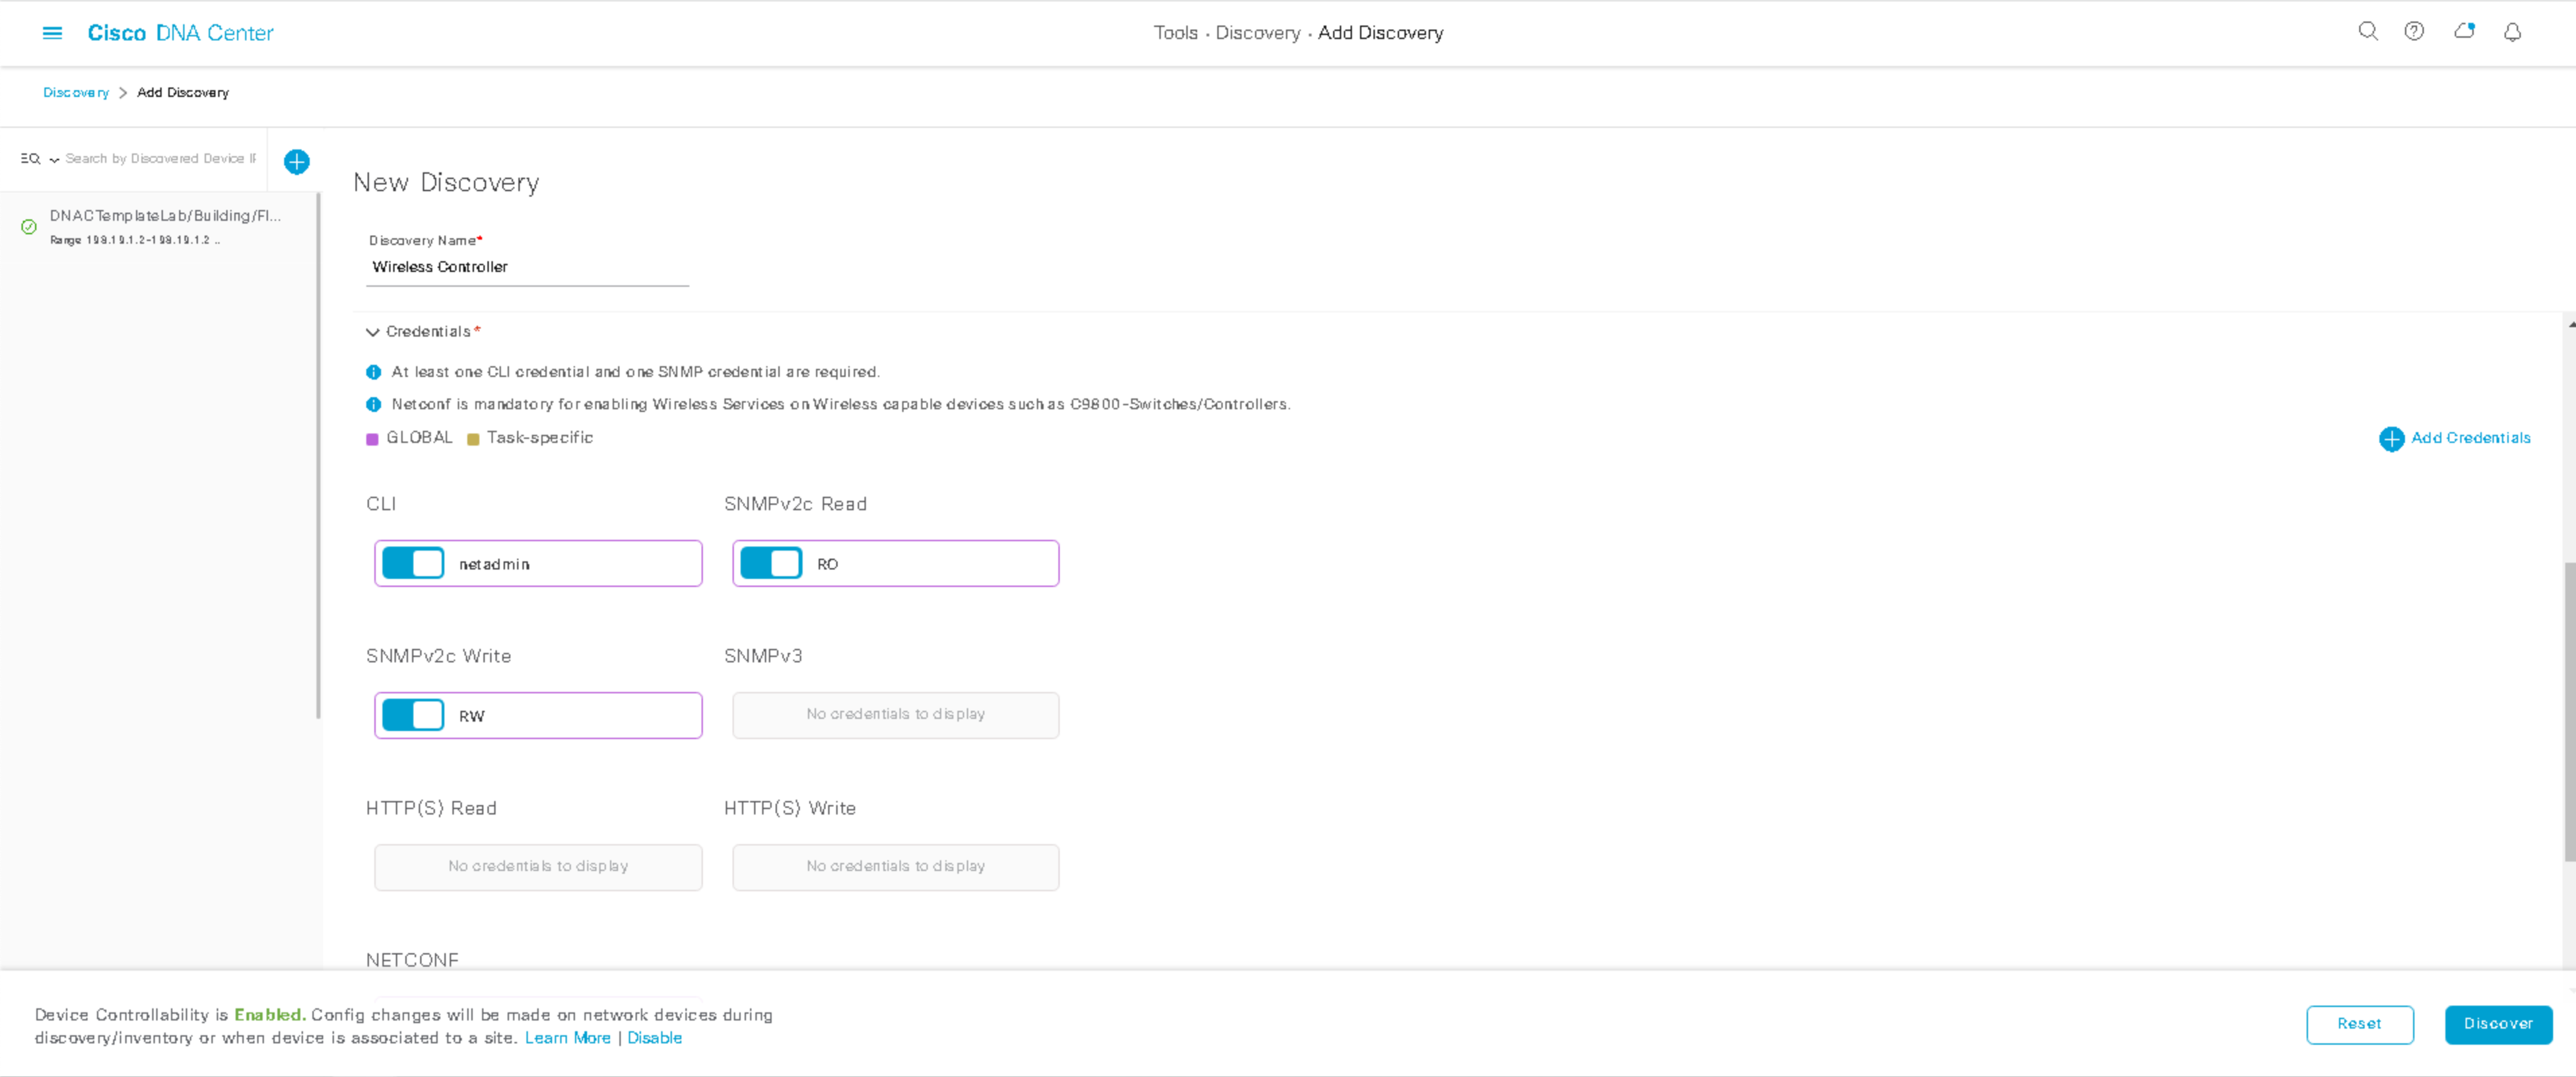 Cisco DNA Center
Tools · Discovery · Add Discovery
Discovery > Add Discovery
Search by Discovered Device IP
DNACTemplateLab/Building/Fl...
Range 198.19.1.2-198.19.1.2 ..
New Discovery
Discovery Name*
Wireless Controller
Credentials*
At least one CLI credential and one SNMP credential are required.
Netconf is mandatory for enabling Wireless Services on Wireless capable devices such as C9800-Switches/Controllers.
GLOBAL Task-specific
Add Credentials
CLI SNMPv2c Read
netadmin RO
SNMPv2c Write SNMPv3
RW No credentials to display
HTTP(S) Read HTTP(S) Write
No credentials to display No credentials to display
NETCONF
Device Controllability is Enabled. Config changes will be made on network devices during
discovery/inventory or when device is associated to a site. Learn More | Disable
Reset Discover